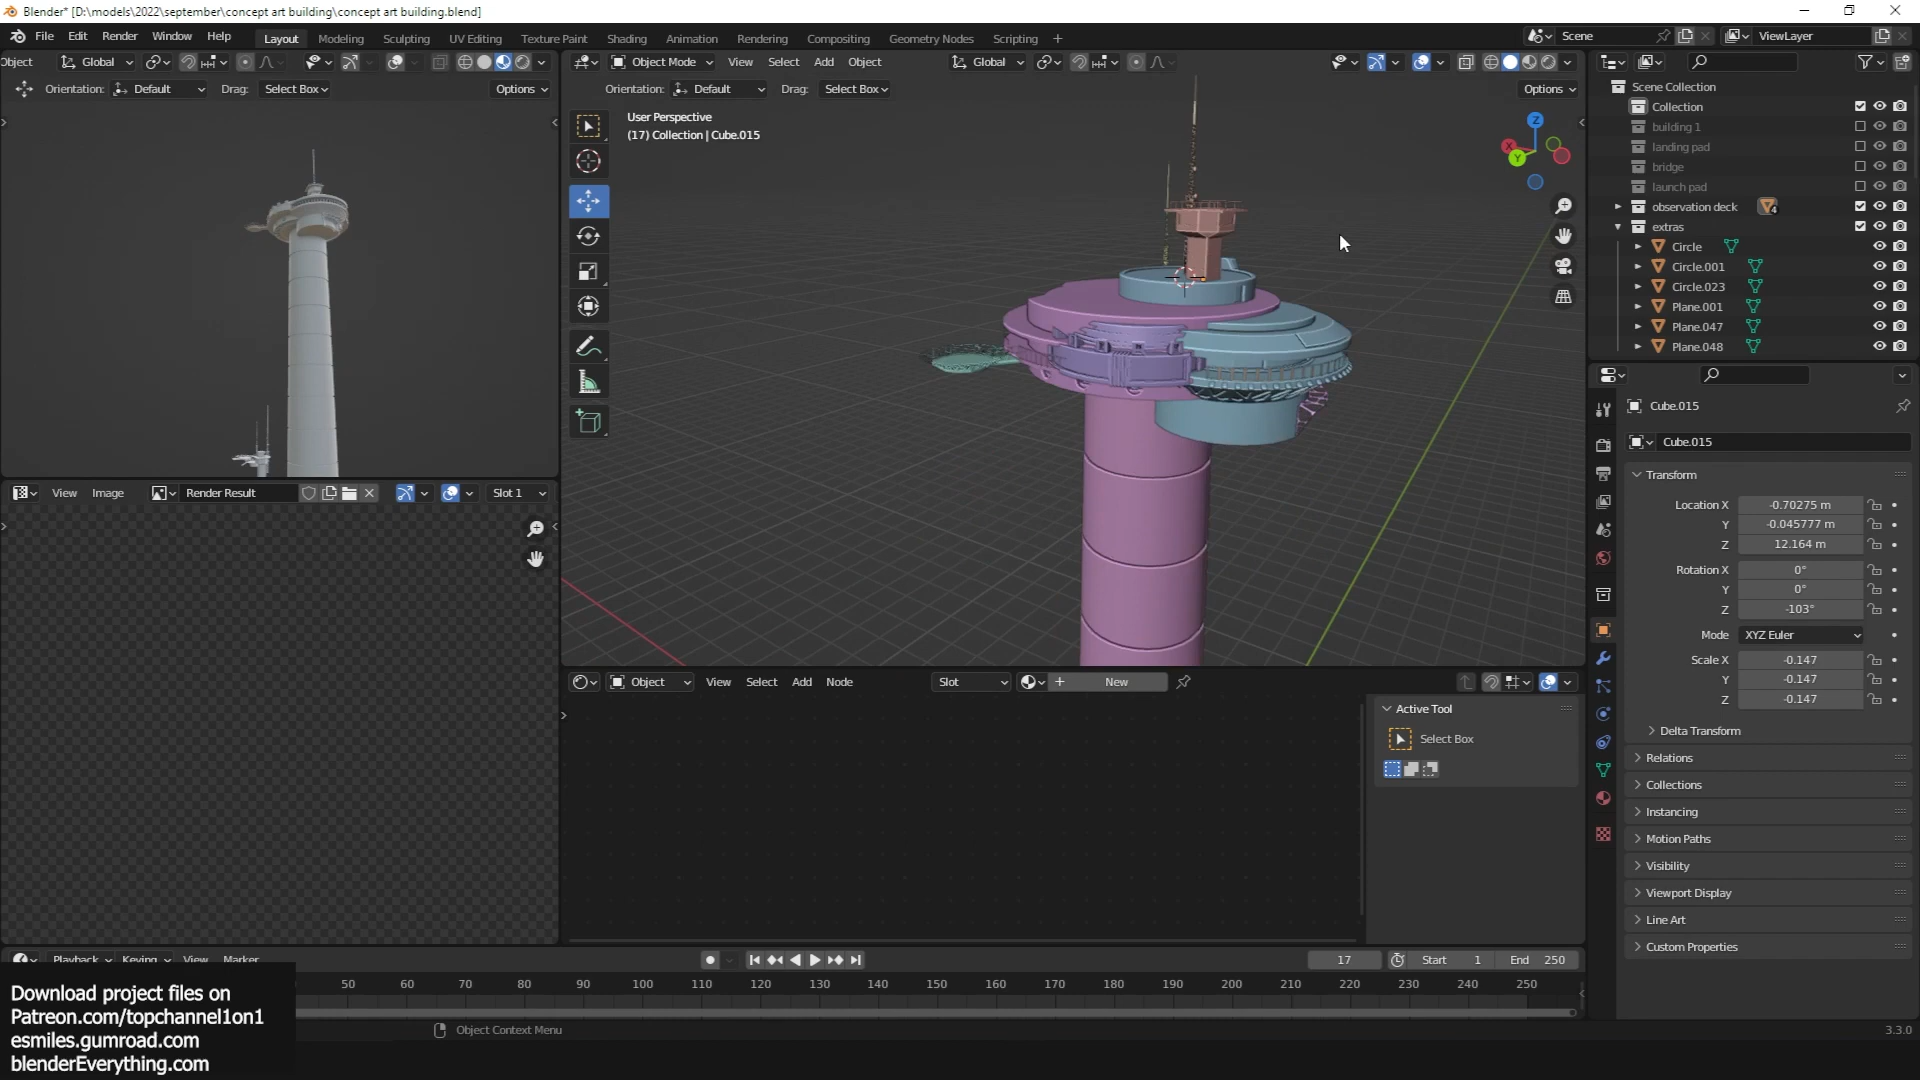 Blender* [D:\models\2022\september\concept art building\concept art building.blend]
File Edit Render Window Help Layout Modeling Sculpting UV Editing Texture Paint Shading Animation Rendering Compositing Geometry Nodes Scripting + Scene ViewLayer
Object Global
Orientation: Default Drag: Select Box Options
Object Mode View Select Add Object Global
Orientation: Default Drag: Select Box Options
User Perspective
(17) Collection | Cube.015
Z
X
Y
Scene Collection
Collection
building 1
landing pad
bridge
launch pad
observation deck 4
extras
Circle
Circle.001
Circle.023
Plane.001
Plane.047
Plane.048
Cube.015
Cube.015
Transform
Location X -0.70275 m
Y -0.045777 m
Z 12.164 m
Rotation X 0°
Y 0°
Z -103°
Mode XYZ Euler
Scale X -0.147
Y -0.147
Z -0.147
Delta Transform
Relations
Collections
Instancing
Motion Paths
Visibility
Viewport Display
Line Art
Custom Properties
View Image Render Result Slot 1
Object View Select Add Node Slot New
Active Tool
Select Box
Playback Keying View Marker 17 Start 1 End 250
50 60 70 80 90 100 110 120 130 140 150 160 170 180 190 200 210 220 230 240 250
Object Context Menu 3.3.0
Download project files on
Patreon.com/topchannel1on1
esmiles.gumroad.com
blenderEverything.com